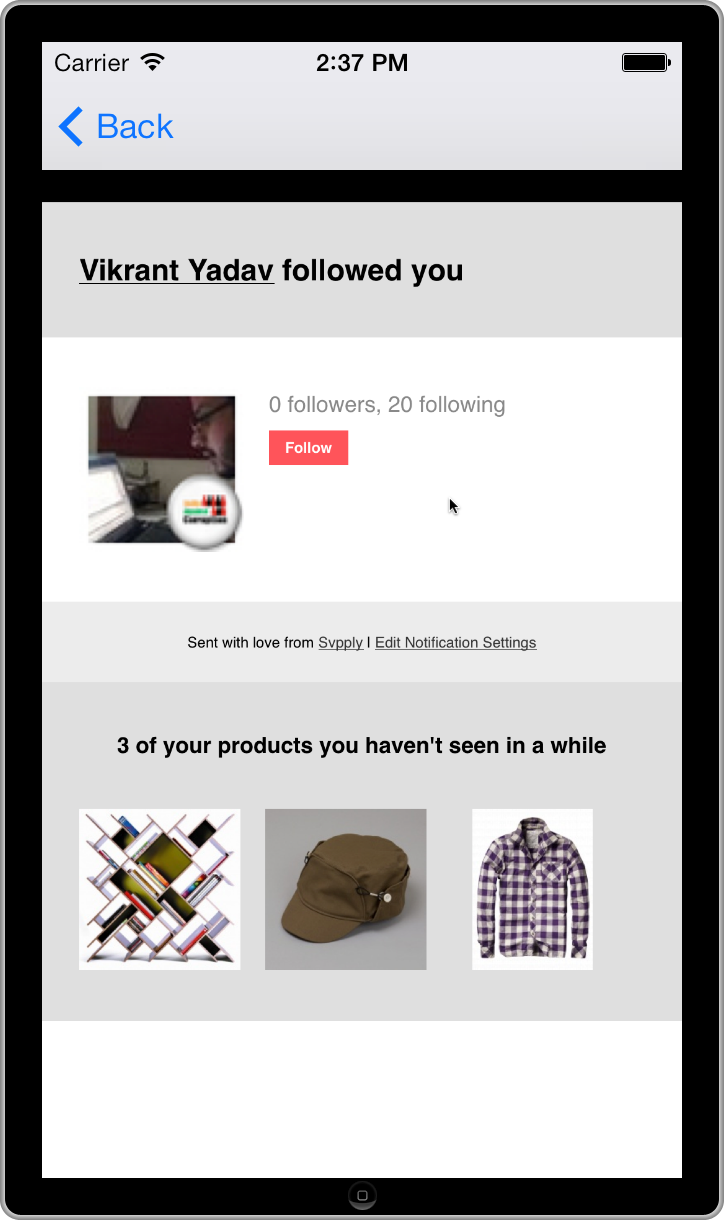 Carrier 2:37 PM
Back
Vikrant Yadav followed you
0 followers, 20 following
Follow
Sent with love from Svpply | Edit Notification Settings
3 of your products you haven't seen in a while